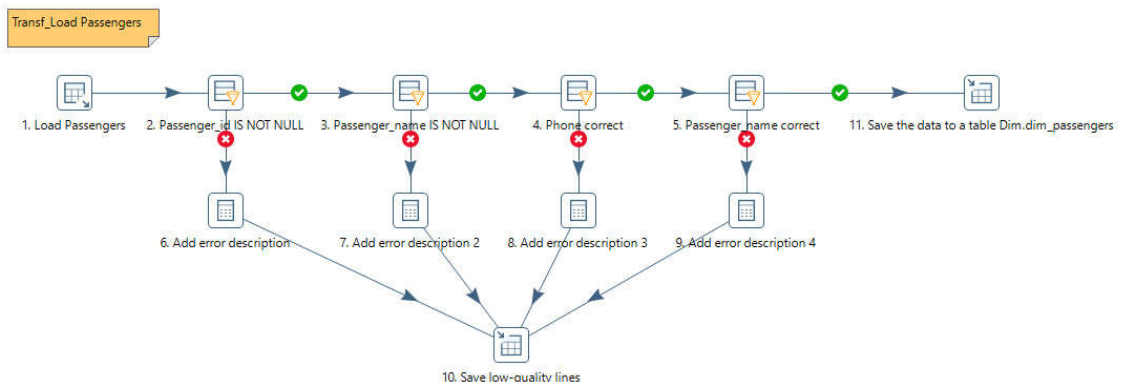 Transf_Load Passengers
1. Load Passengers
2. Passenger_id IS NOT NULL
3. Passenger_name IS NOT NULL
4. Phone correct
5. Passenger_name correct
11. Save the data to a table Dim.dim_passengers
6. Add error description
7. Add error description 2
8. Add error description 3
9. Add error description 4
10. Save low-quality lines